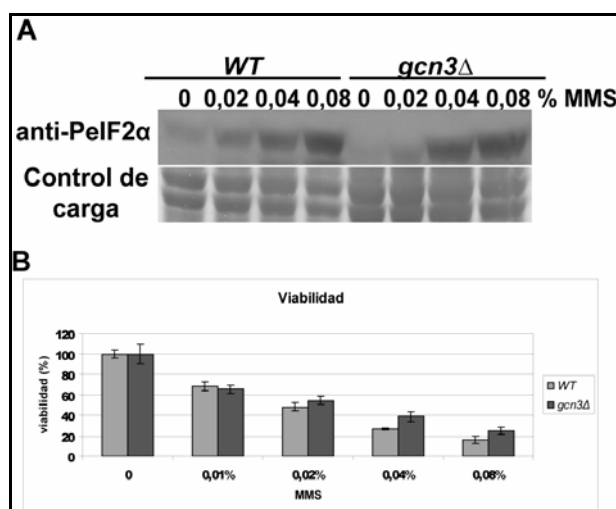 A
WT gcn3Δ
0 0,02 0,04 0,08 0 0,02 0,04 0,08 % MMS
anti-PeIF2α
Control de
carga
B
Viabilidad
viabilidad (%)
120
100
80
60
40
20
0
0 0,01% 0,02% 0,04% 0,08%
MMS
WT
gcn3Δ